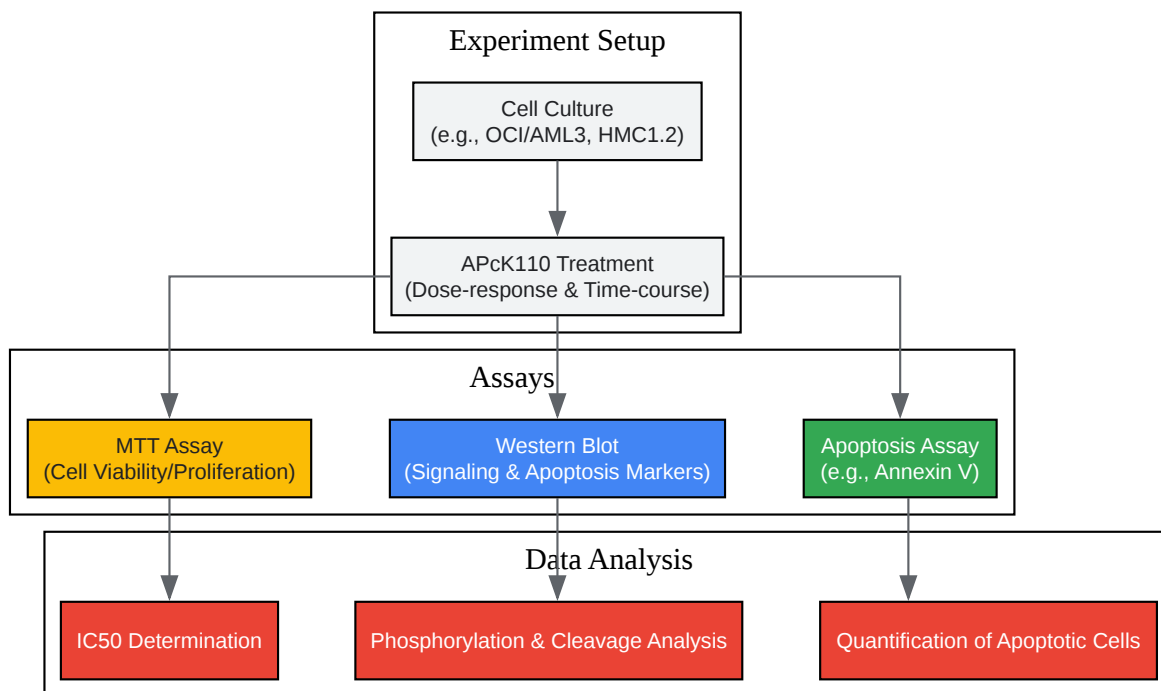 Experiment Setup
Cell Culture
(e.g., OCI/AML3, HMC1.2)
APcK110 Treatment
(Dose-response & Time-course)
Assays
MTT Assay
(Cell Viability/Proliferation)
Western Blot
(Signaling & Apoptosis Markers)
Apoptosis Assay
(e.g., Annexin V)
Data Analysis
IC50 Determination
Phosphorylation & Cleavage Analysis
Quantification of Apoptotic Cells